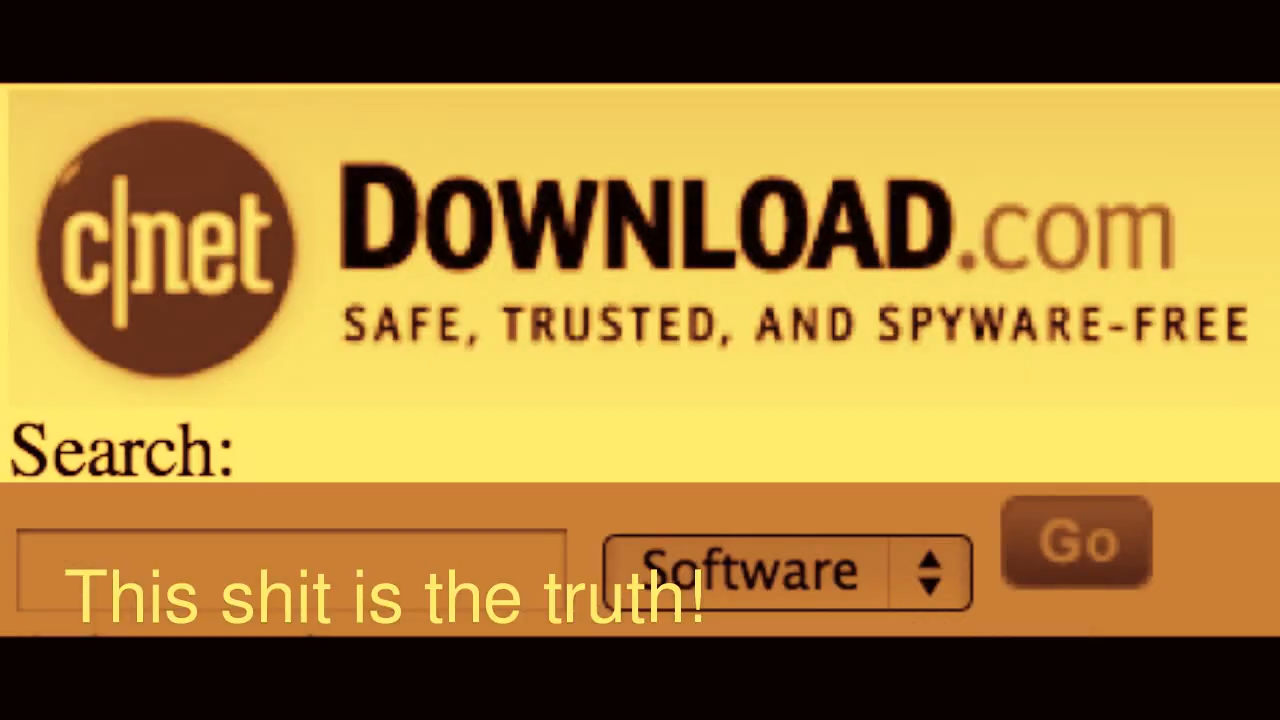 c|net
DOWNLOAD.com
SAFE, TRUSTED, AND SPYWARE-FREE
Search:
Software
Go
This shit is the truth!